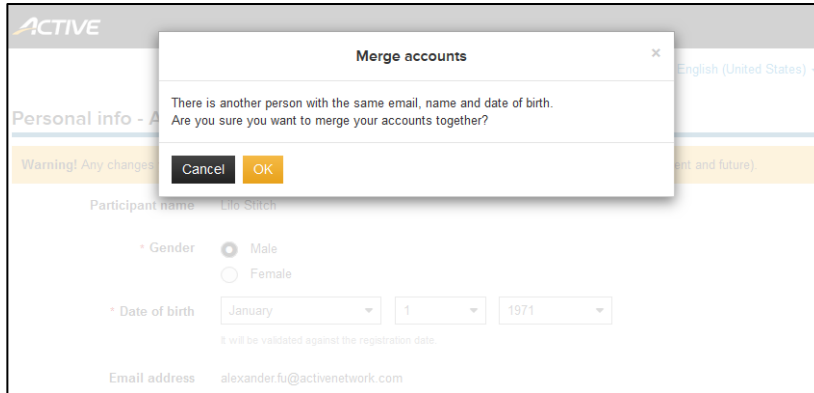 ACTIVE
Merge accounts
×
English (United States)
There is another person with the same email, name and date of birth.
Are you sure you want to merge your accounts together?
Personal info - A
Cancel OK
Warning! Any changes ent and future).
Participant name Lilo Stitch
* Gender Male
Female
* Date of birth January 1 1971
It will be validated against the registration date.
Email address alexander.fu@activenetwork.com